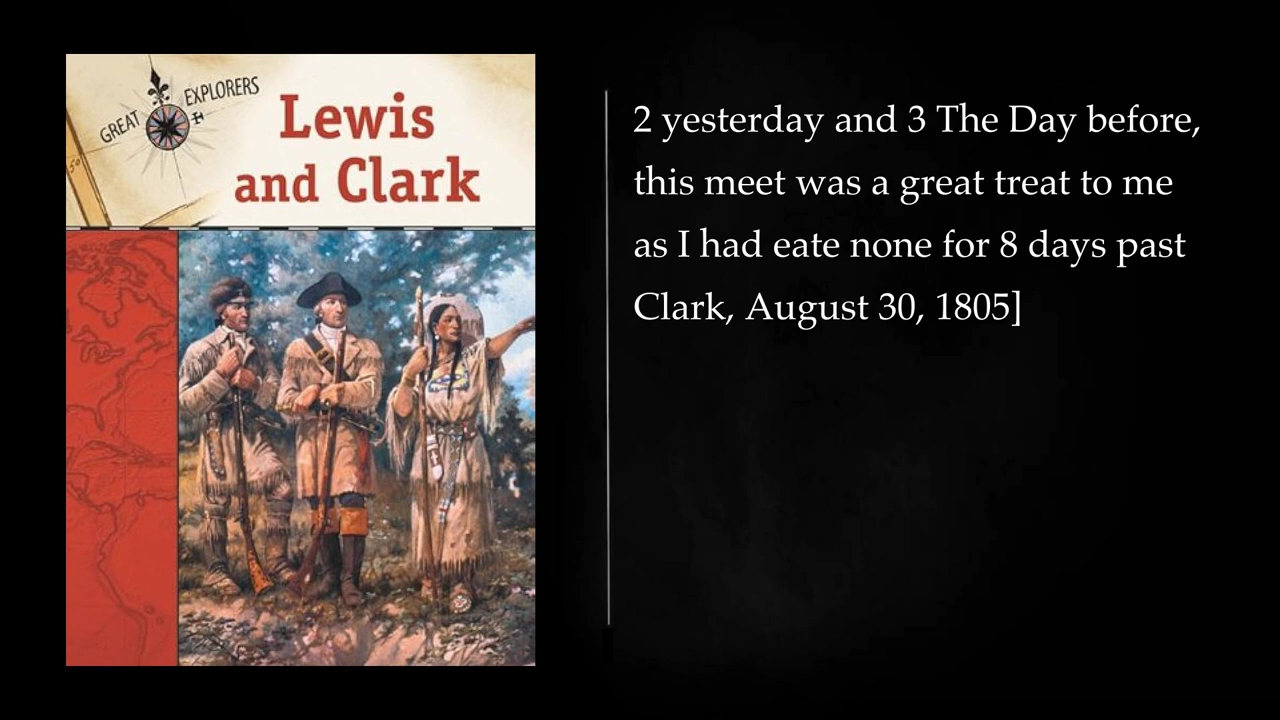 GREAT EXPLORERS
Lewis
and Clark
50
2 yesterday and 3 The Day before,
this meet was a great treat to me
as I had eate none for 8 days past
Clark, August 30, 1805]